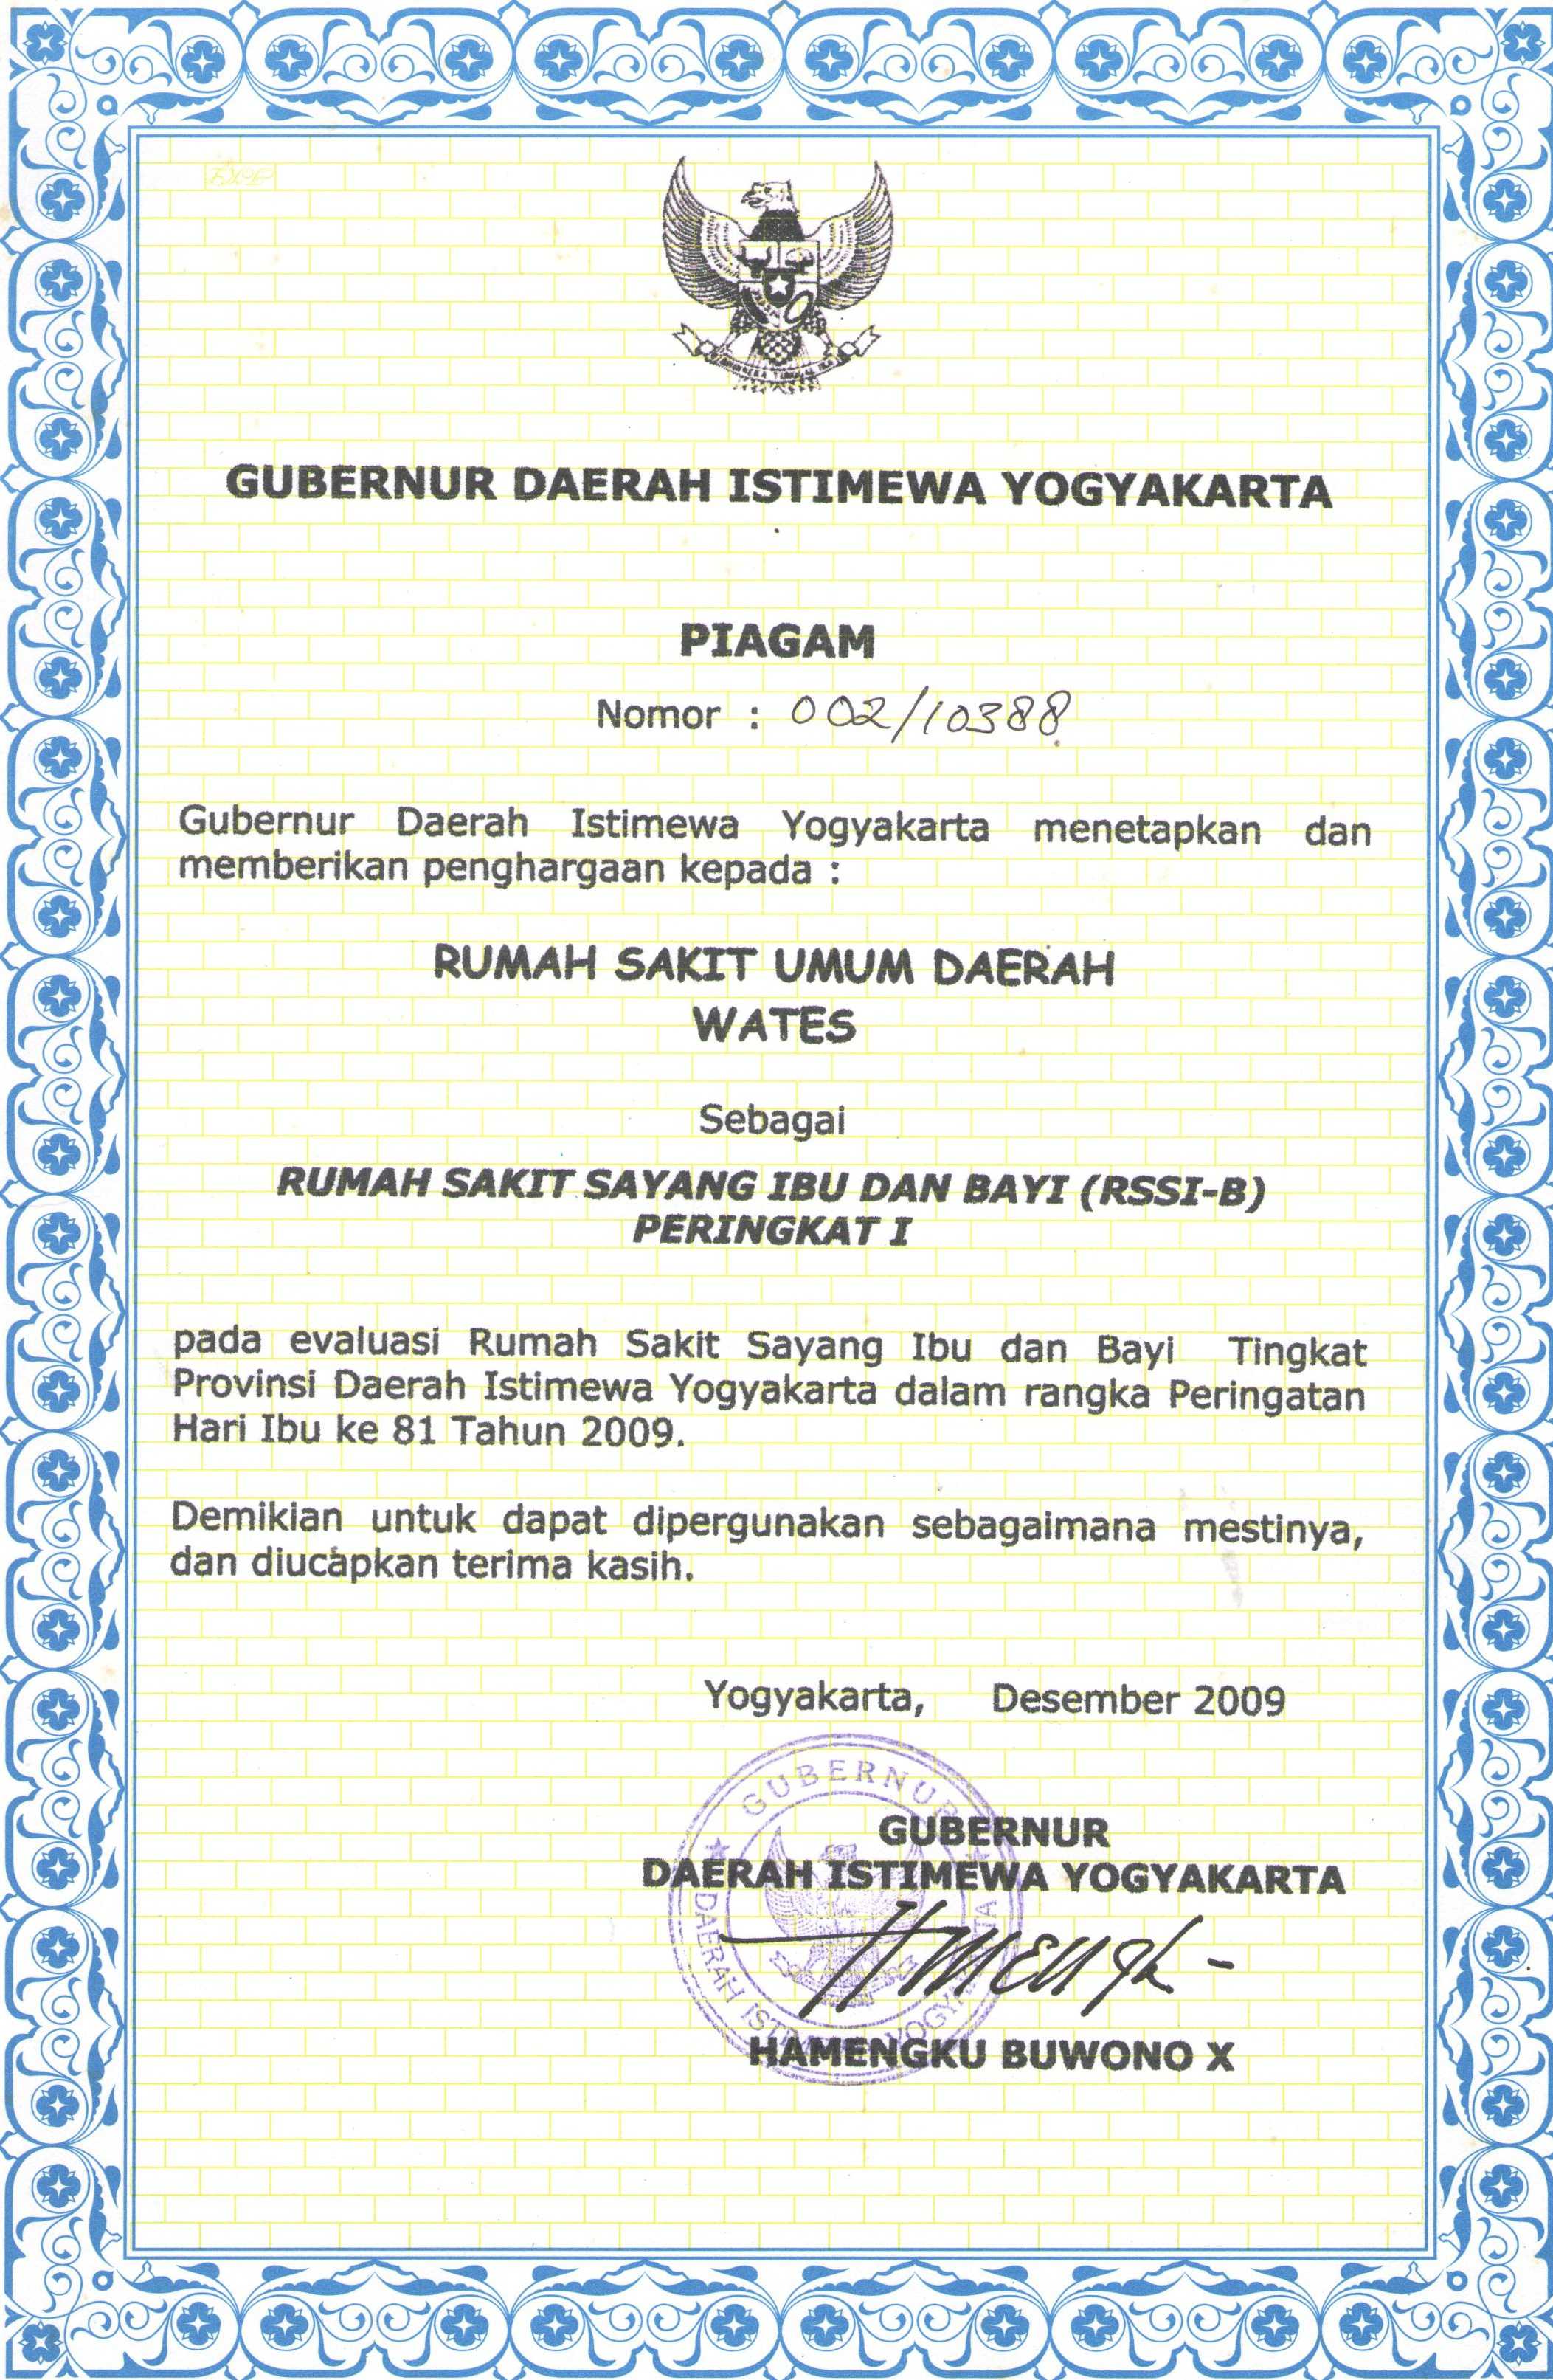 GUBERNUR DAERAH ISTIMEWA YOGYAKARTA
PIAGAM
Nomor : 002/10388
Gubernur Daerah Istimewa Yogyakarta menetapkan dan
memberikan penghargaan kepada :
RUMAH SAKIT UMUM DAERAH
WATES
Sebagai
RUMAH SAKIT SAYANG IBU DAN BAYI (RSSI-B)
PERINGKAT I
pada evaluasi Rumah Sakit Sayang Ibu dan Bayi Tingkat
Provinsi Daerah Istimewa Yogyakarta dalam rangka Peringatan
Hari Ibu ke 81 Tahun 2009.
Demikian untuk dapat dipergunakan sebagaimana mestinya,
dan diucapkan terima kasih.
Yogyakarta, Desember 2009
GUBERNUR
GUBERNUR
DAERAH ISTIMEWA YOGYAKARTA
DAERAH ISTIMEWA YOGYAKARTA
HAMENGKU BUWONO X